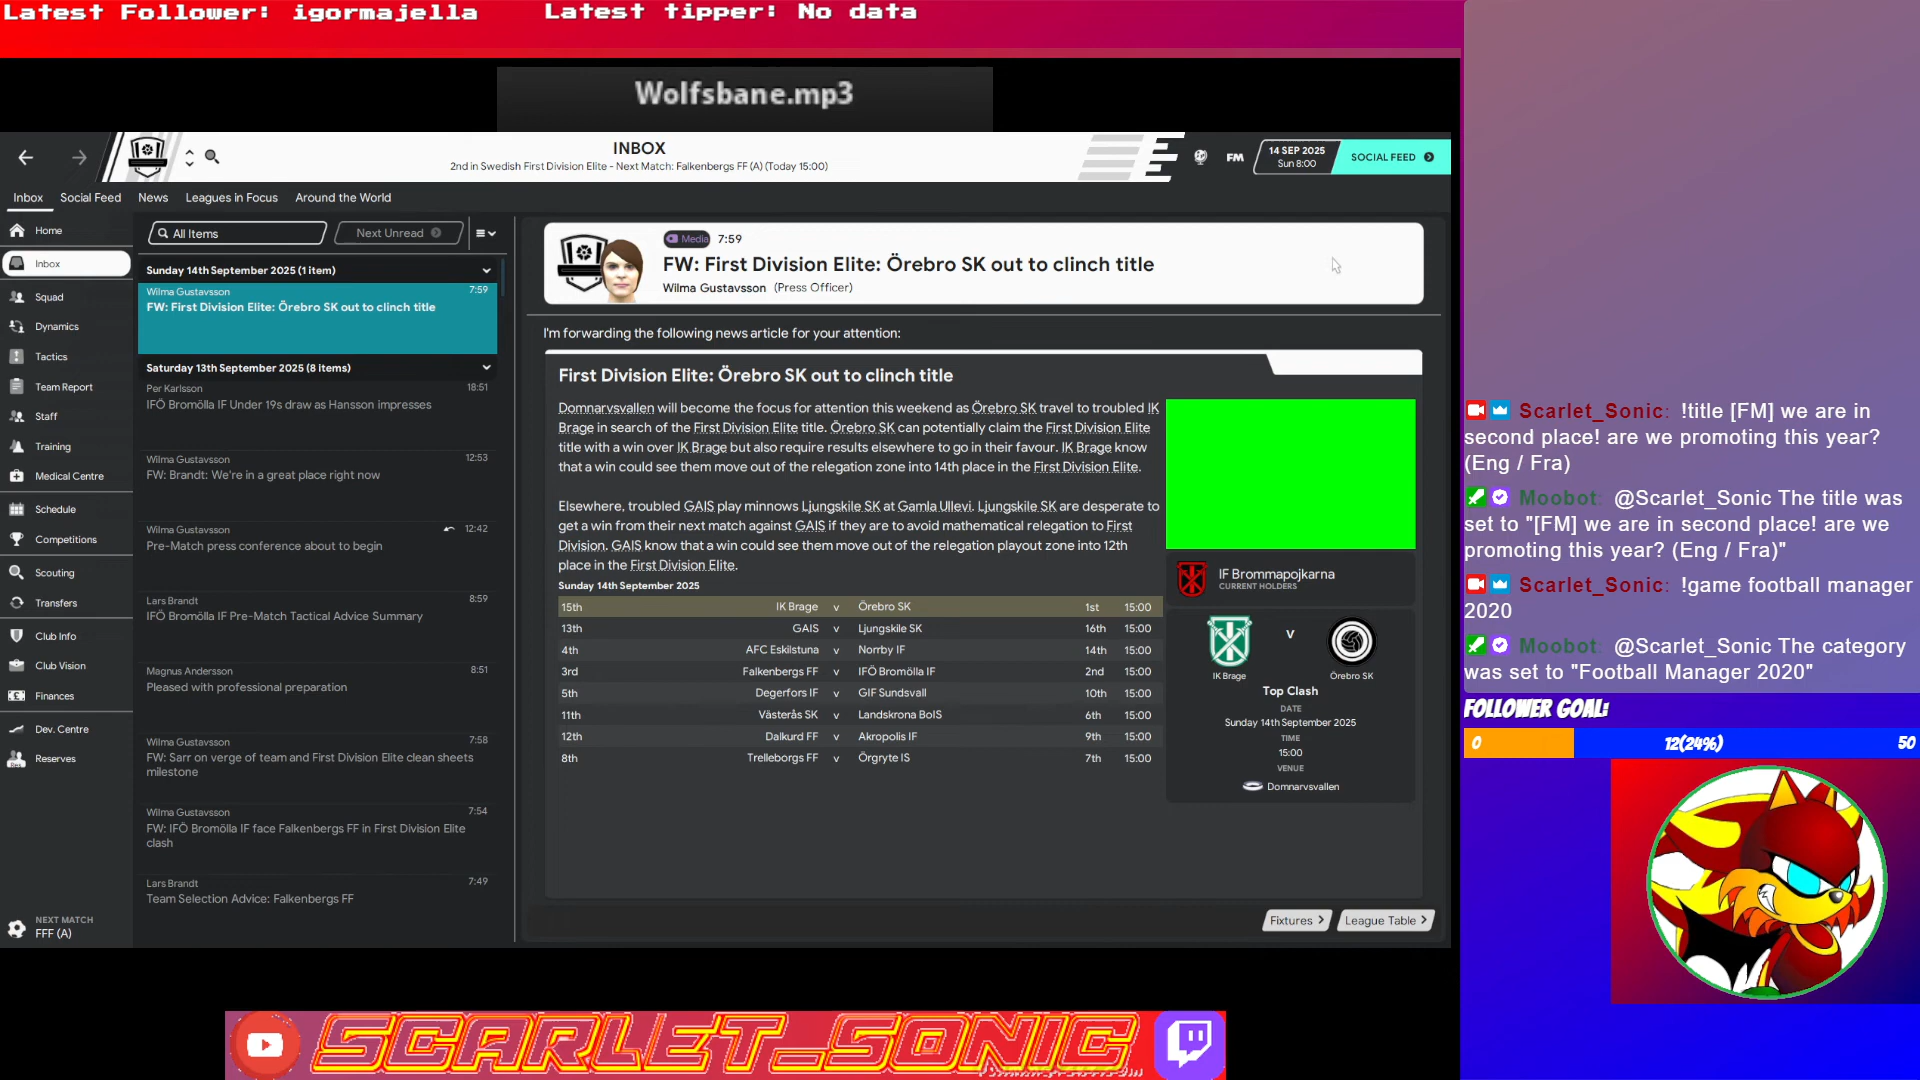 Latest Follower: igormajella
Latest tipper: No data
Wolfsbane.mp3
INBOX
2nd in Swedish First Division Elite - Next Match: Falkenbergs FF (A) (Today 15:00)
FM
14 SEP 2025
Sun 8:00
SOCIAL FEED
Inbox
Social Feed
News
Leagues in Focus
Around the World
Home
Inbox
Squad
Dynamics
Tactics
Team Report
Staff
Training
Medical Centre
Schedule
Competitions
Scouting
Transfers
Club Info
Club Vision
Finances
Dev. Centre
Reserves
NEXT MATCH
FFF (A)
All Items
Next Unread
Sunday 14th September 2025 (1 item)
Wilma Gustavsson 7:59
FW: First Division Elite: Örebro SK out to clinch title
Saturday 13th September 2025 (8 items)
Per Karlsson 18:51
IFÖ Bromölla IF Under 19s draw as Hansson impresses
Wilma Gustavsson 12:53
FW: Brandt: We're in a great place right now
Wilma Gustavsson 12:42
Pre-Match press conference about to begin
Lars Brandt 8:59
IFÖ Bromölla IF Pre-Match Tactical Advice Summary
Magnus Andersson 8:51
Pleased with professional preparation
Wilma Gustavsson 7:58
FW: Sarr on verge of team and First Division Elite clean sheets
milestone
Wilma Gustavsson 7:54
FW: IFÖ Bromölla IF face Falkenbergs FF in First Division Elite
clash
Lars Brandt 7:49
Team Selection Advice: Falkenbergs FF
Media 7:59
FW: First Division Elite: Örebro SK out to clinch title
Wilma Gustavsson (Press Officer)
I'm forwarding the following news article for your attention:
First Division Elite: Örebro SK out to clinch title
Domnarvsvallen will become the focus for attention this weekend as Örebro SK travel to troubled IK
Brage in search of the First Division Elite title. Örebro SK can potentially claim the First Division Elite
title with a win over IK Brage but also require results elsewhere to go in their favour. IK Brage know
that a win could see them move out of the relegation zone into 14th place in the First Division Elite.
Elsewhere, troubled GAIS play minnows Ljungskile SK at Gamla Ullevi. Ljungskile SK are desperate to
get a win from their next match against GAIS if they are to avoid mathematical relegation to First
Division. GAIS know that a win could see them move out of the relegation playout zone into 12th
place in the First Division Elite.
Sunday 14th September 2025
15th IK Brage v Örebro SK 1st 15:00
13th GAIS v Ljungskile SK 16th 15:00
4th AFC Eskilstuna v Norrby IF 14th 15:00
3rd Falkenbergs FF v IFÖ Bromölla IF 2nd 15:00
5th Degerfors IF v GIF Sundsvall 10th 15:00
11th Västerås SK v Landskrona BoIS 6th 15:00
12th Dalkurd FF v Akropolis IF 9th 15:00
8th Trelleborgs FF v Örgryte IS 7th 15:00
IF Brommapojkarna
CURRENT HOLDERS
V
IK Brage
Örebro SK
Top Clash
DATE
Sunday 14th September 2025
TIME
15:00
VENUE
Domnarvsvallen
Fixtures
League Table
Scarlet_Sonic: !title [FM] we are in
second place! are we promoting this year?
(Eng / Fra)
Moobot: @Scarlet_Sonic The title was
set to "[FM] we are in second place! are we
promoting this year? (Eng / Fra)"
Scarlet_Sonic: !game football manager
2020
Moobot: @Scarlet_Sonic The category
was set to "Football Manager 2020"
FOLLOWER GOAL:
0 12(24%) 50
SCARLET_SONIC